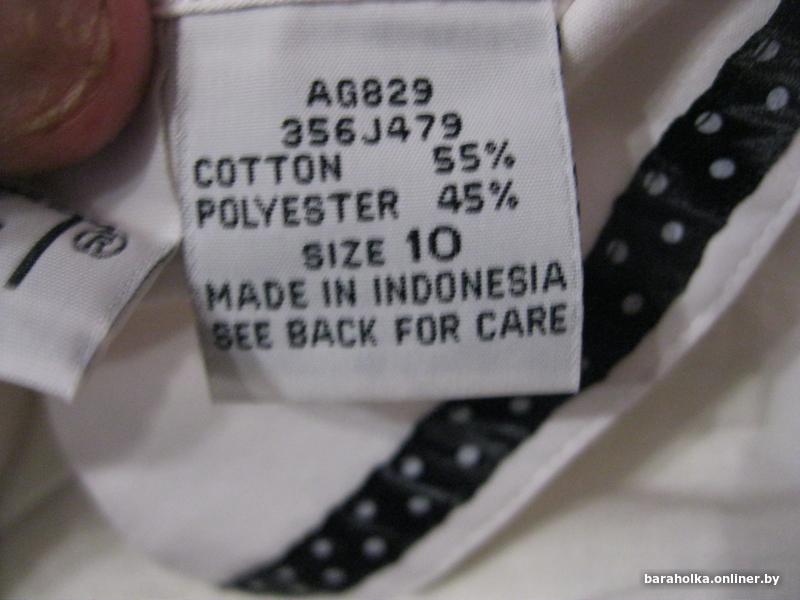 AG829
356J479
COTTON 55%
POLYESTER 45%
SIZE 10
MADE IN INDONESIA
SEE BACK FOR CARE
®
baraholka.onliner.by